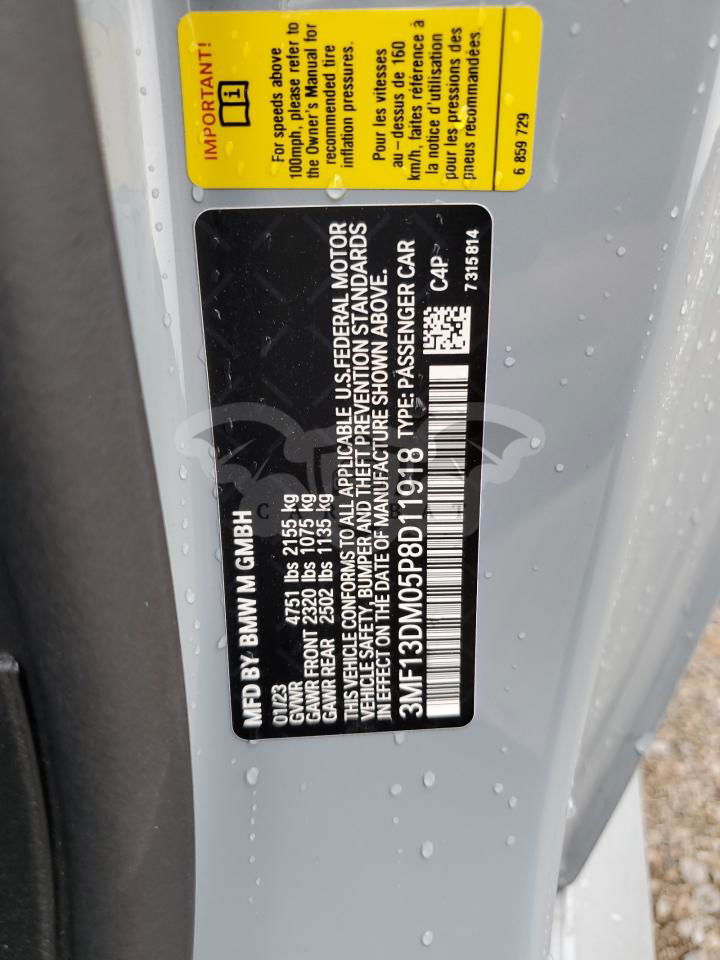 IMPORTANT!
For speeds above
100mph, please refer to
the Owner's Manual for
recommended tire
inflation pressures.
Pour les vitesses
au-dessus de 160
km/h, faites référence à
la notice d'utilisation
pour les pressions des
pneus recommandées.
6 859 729
MFD BY BMW M GMBH
01/23
GVWR 4751 lbs 2155 kg
GAWR FRONT 2320 lbs 1075 kg
GAWR REAR 2502 lbs 1135 kg
THIS VEHICLE CONFORMS TO ALL APPLICABLE U.S.FEDERAL MOTOR
VEHICLE SAFETY, BUMPER AND THEFT PREVENTION STANDARDS
IN EFFECT ON THE DATE OF MANUFACTURE SHOWN ABOVE.
3MF13DM05P8D11918 TYPE: PASSENGER CAR
C4P
7 315 814
CAR BAT